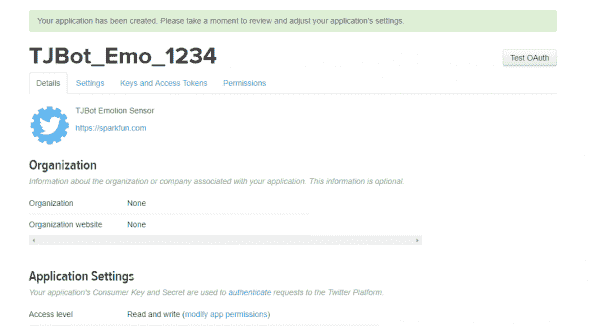 Your application has been created. Please take a moment to review and adjust your application's settings.
TJBot_Emo_1234
Test OAuth
Details Settings Keys and Access Tokens Permissions
TJBot Emotion Sensor
https://sparkfun.com
Organization
Information about the organization or company associated with your application. This information is optional.
Organization None
Organization website None
Application Settings
Your application's Consumer Key and Secret are used to authenticate requests to the Twitter Platform.
Access level Read and write (modify app permissions)